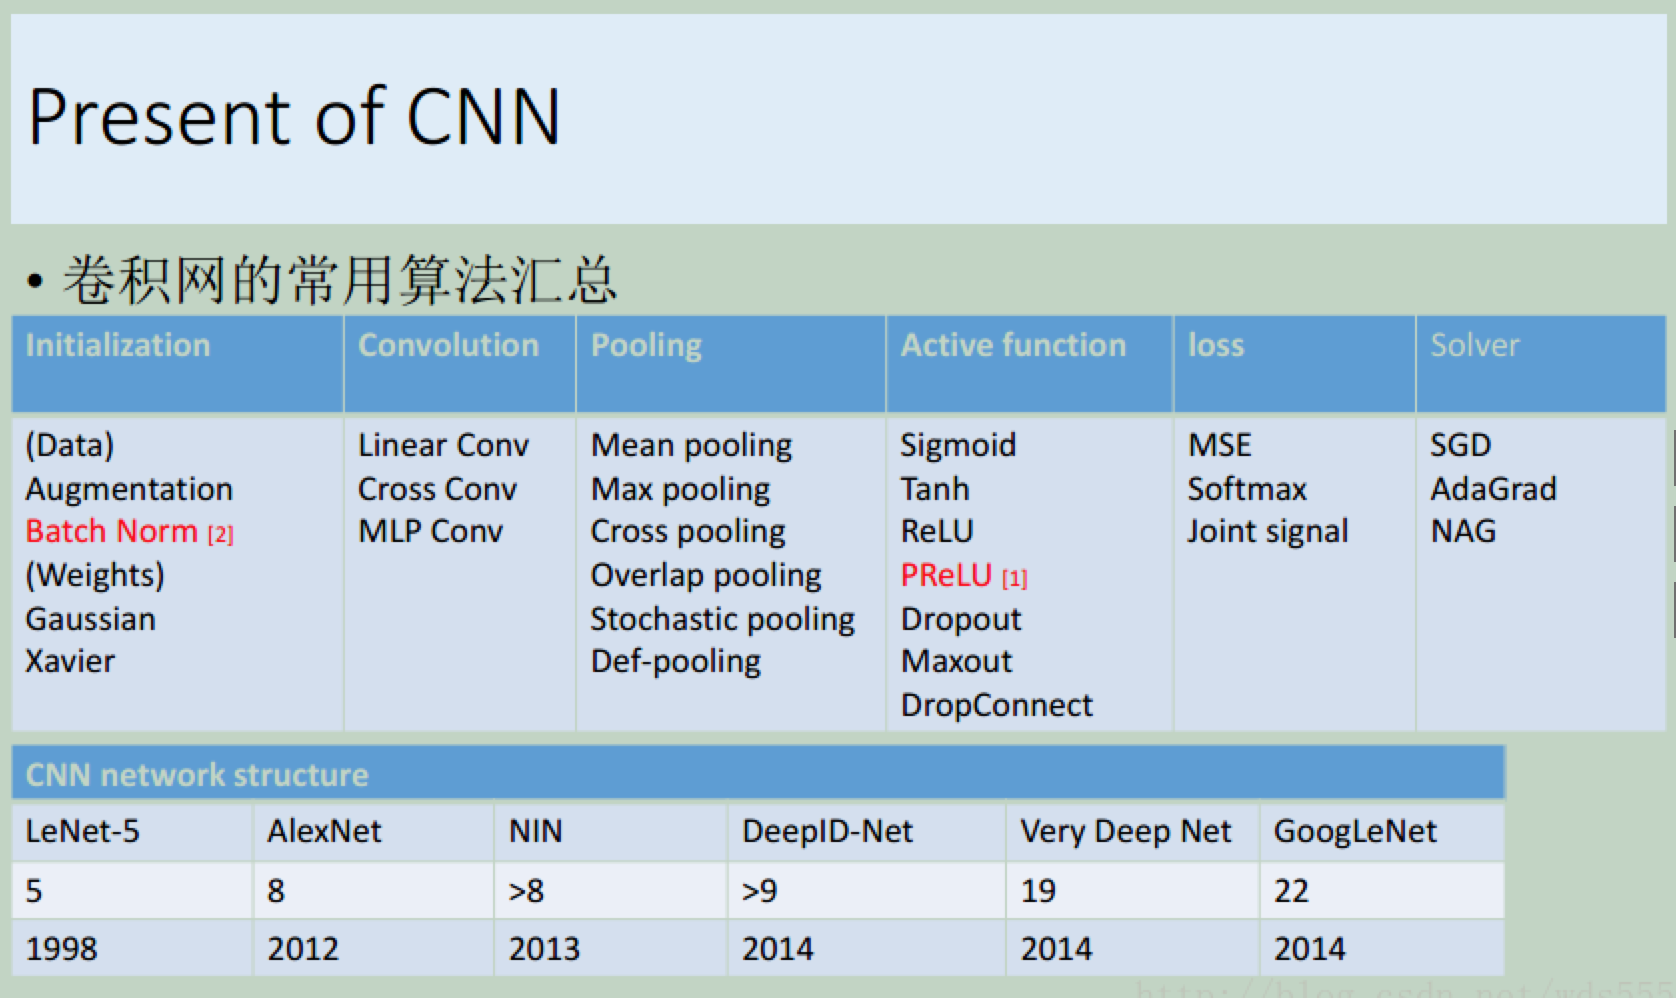 Present of CNN
• 卷积网的常用算法汇总
Initialization Convolution Pooling Active function loss Solver
(Data) Linear Conv Mean pooling Sigmoid MSE SGD
Augmentation Cross Conv Max pooling Tanh Softmax AdaGrad
Batch Norm [2] MLP Conv Cross pooling ReLU Joint signal NAG
(Weights) Overlap pooling PReLU [1]
Gaussian Stochastic pooling Dropout
Xavier Def-pooling Maxout
DropConnect
CNN network structure
LeNet-5 AlexNet NIN DeepID-Net Very Deep Net GoogLeNet
5 8 >8 >9 19 22
1998 2012 2013 2014 2014 2014
http://blog.csdn.net/wds555